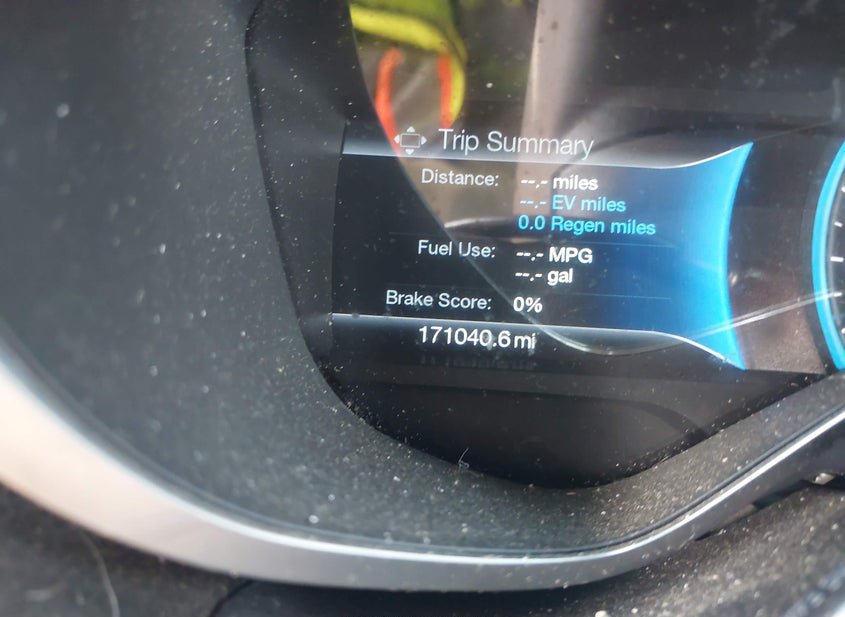 Trip Summary
Distance: --.- miles
--.- EV miles
0.0 Regen miles
Fuel Use: --.- MPG
--.- gal
Brake Score: 0%
171040.6 mi